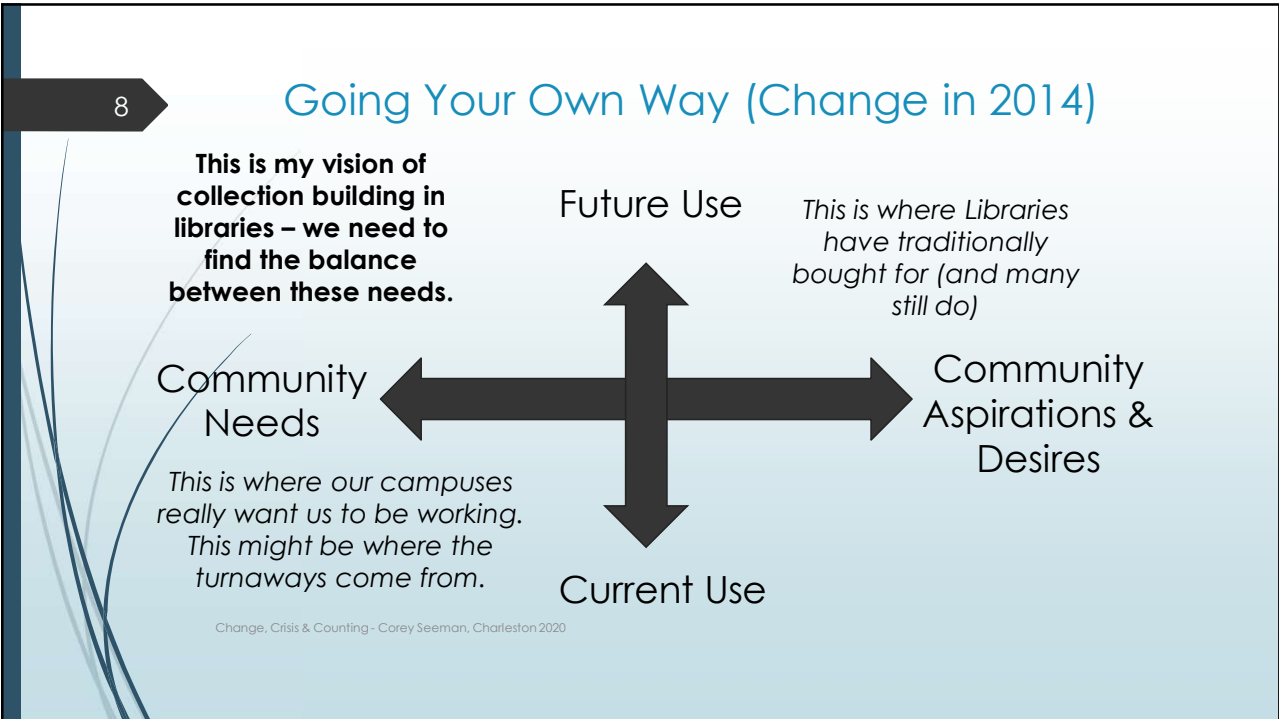 8
Going Your Own Way (Change in 2014)
This is my vision of
collection building in
libraries – we need to
find the balance
between these needs.
Future Use
This is where Libraries
have traditionally
bought for (and many
still do)
Community
Needs
Community
Aspirations &
Desires
This is where our campuses
really want us to be working.
This might be where the
turnaways come from.
Current Use
Change, Crisis & Counting - Corey Seeman, Charleston 2020